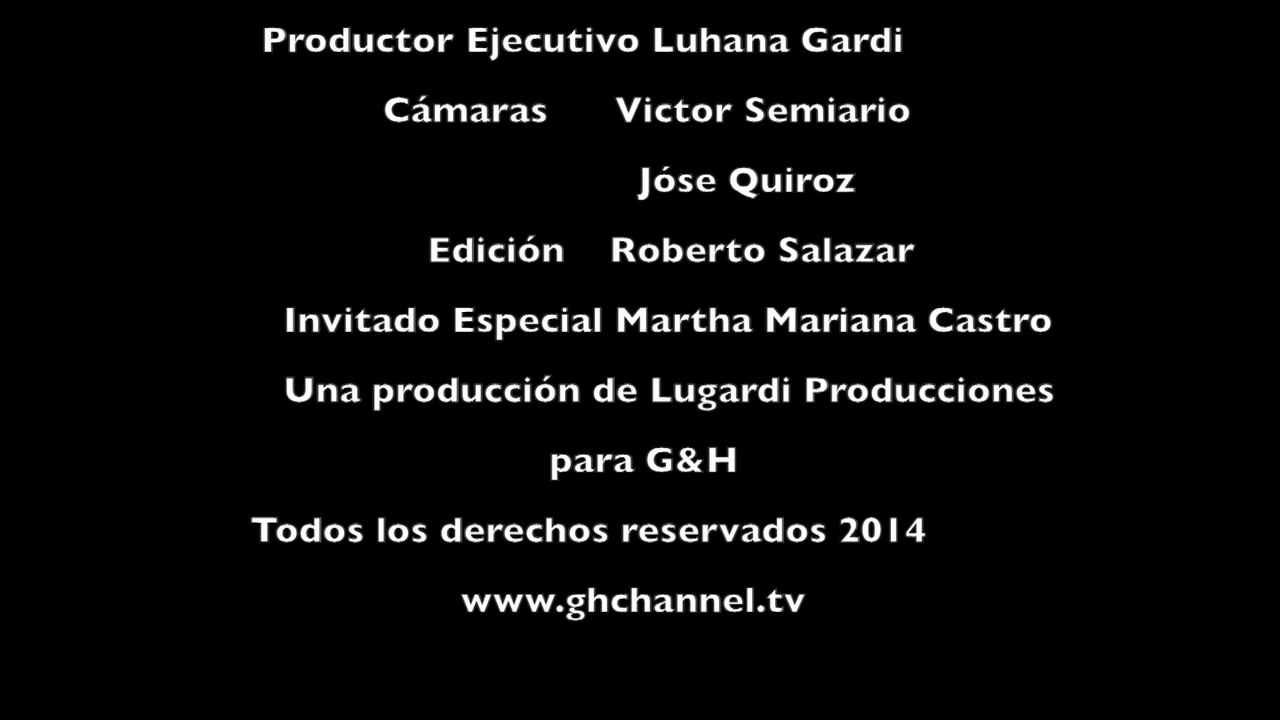 Productor Ejecutivo Luhana Gardi
Cámaras Victor Semiario
Jóse Quiroz
Edición Roberto Salazar
Invitado Especial Martha Mariana Castro
Una producción de Lugardi Producciones
para G&H
Todos los derechos reservados 2014
www.ghchannel.tv